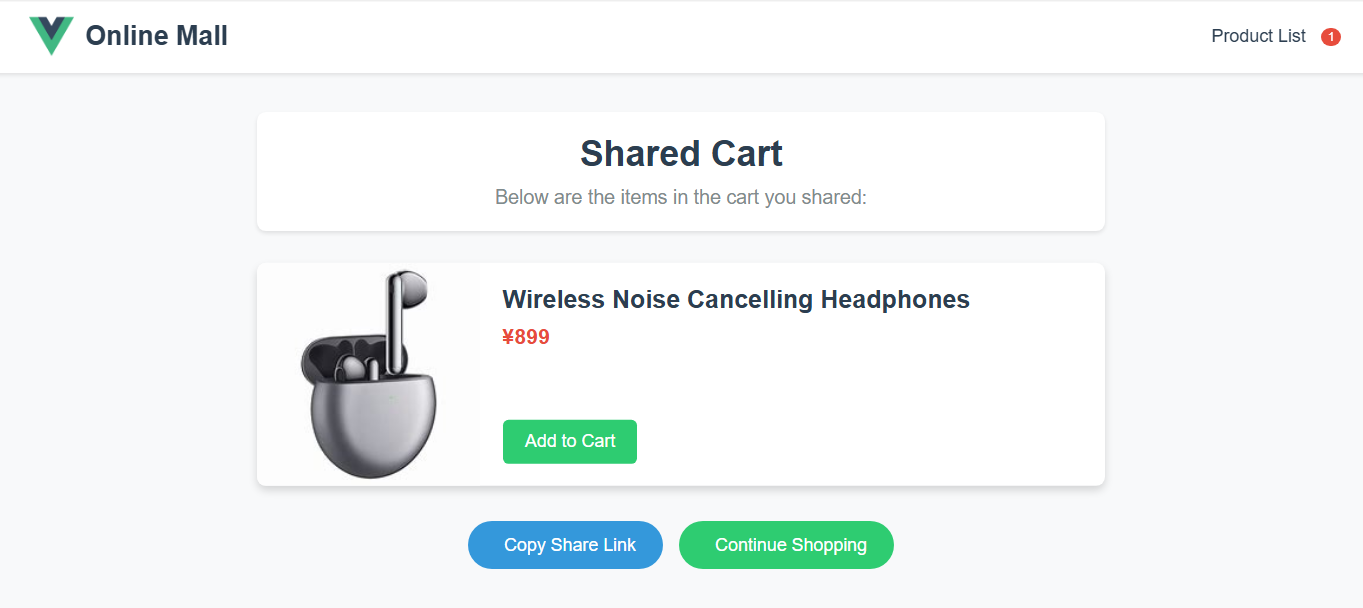 Online Mall
Product List 1
Shared Cart
Below are the items in the cart you shared:
Wireless Noise Cancelling Headphones
¥899
Add to Cart
Copy Share Link
Continue Shopping